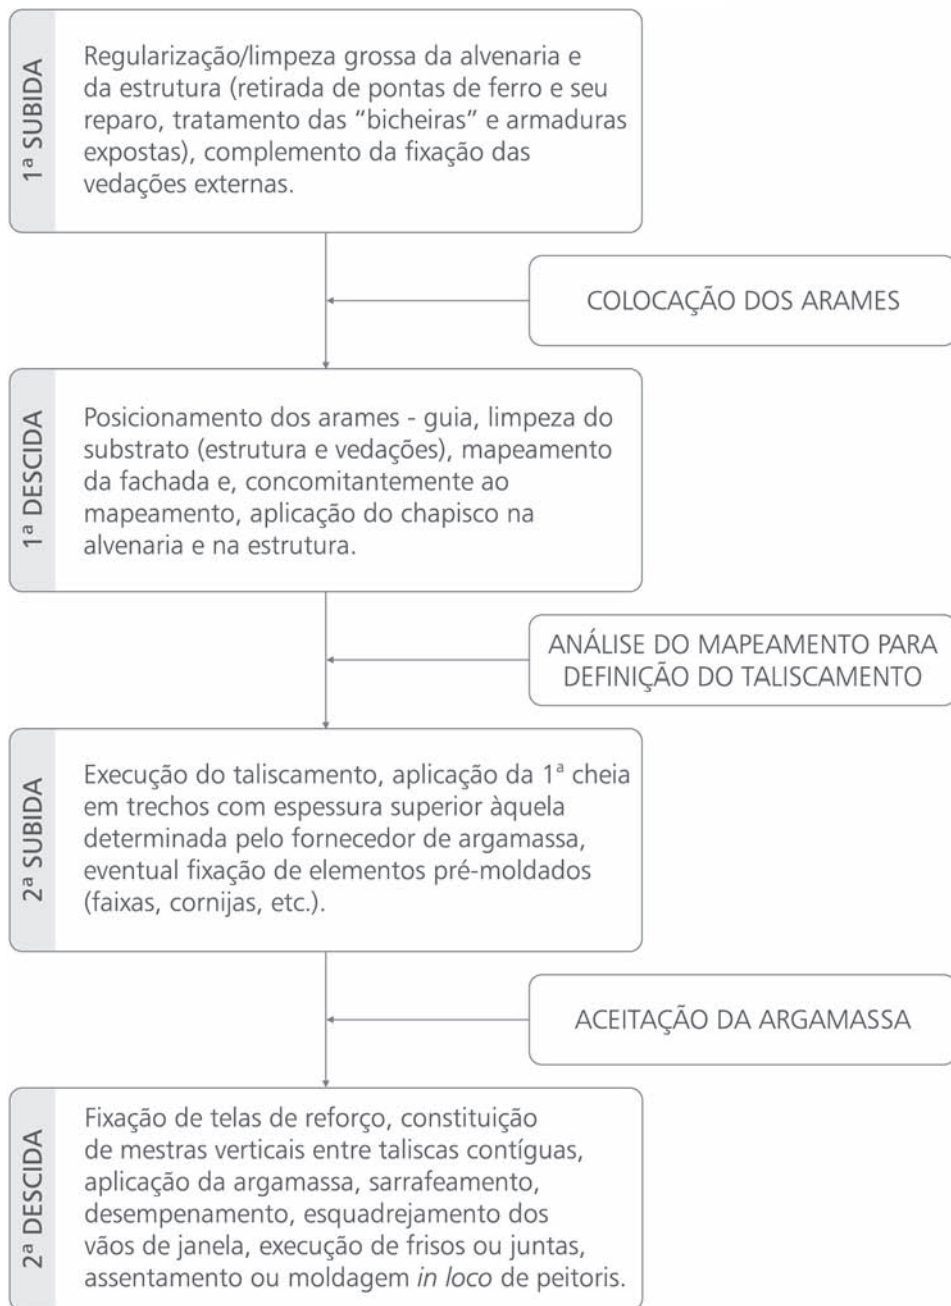 1ª SUBIDA
Regularização/limpeza grossa da alvenaria e
da estrutura (retirada de pontas de ferro e seu
reparo, tratamento das “bicheiras” e armaduras
expostas), complemento da fixação das
vedações externas.
COLOCAÇÃO DOS ARAMES
1ª DESCIDA
Posicionamento dos arames - guia, limpeza do
substrato (estrutura e vedações), mapeamento
da fachada e, concomitantemente ao
mapeamento, aplicação do chapisco na
alvenaria e na estrutura.
ANÁLISE DO MAPEAMENTO PARA
DEFINIÇÃO DO TALISCAMENTO
2ª SUBIDA
Execução do taliscamento, aplicação da 1ª cheia
em trechos com espessura superior àquela
determinada pelo fornecedor de argamassa,
eventual fixação de elementos pré-moldados
(faixas, cornijas, etc.).
ACEITAÇÃO DA ARGAMASSA
2ª DESCIDA
Fixação de telas de reforço, constituição
de mestras verticais entre taliscas contíguas,
aplicação da argamassa, sarrafeamento,
desempenamento, esquadrejamento dos
vãos de janela, execução de frisos ou juntas,
assentamento ou moldagem in loco de peitoris.